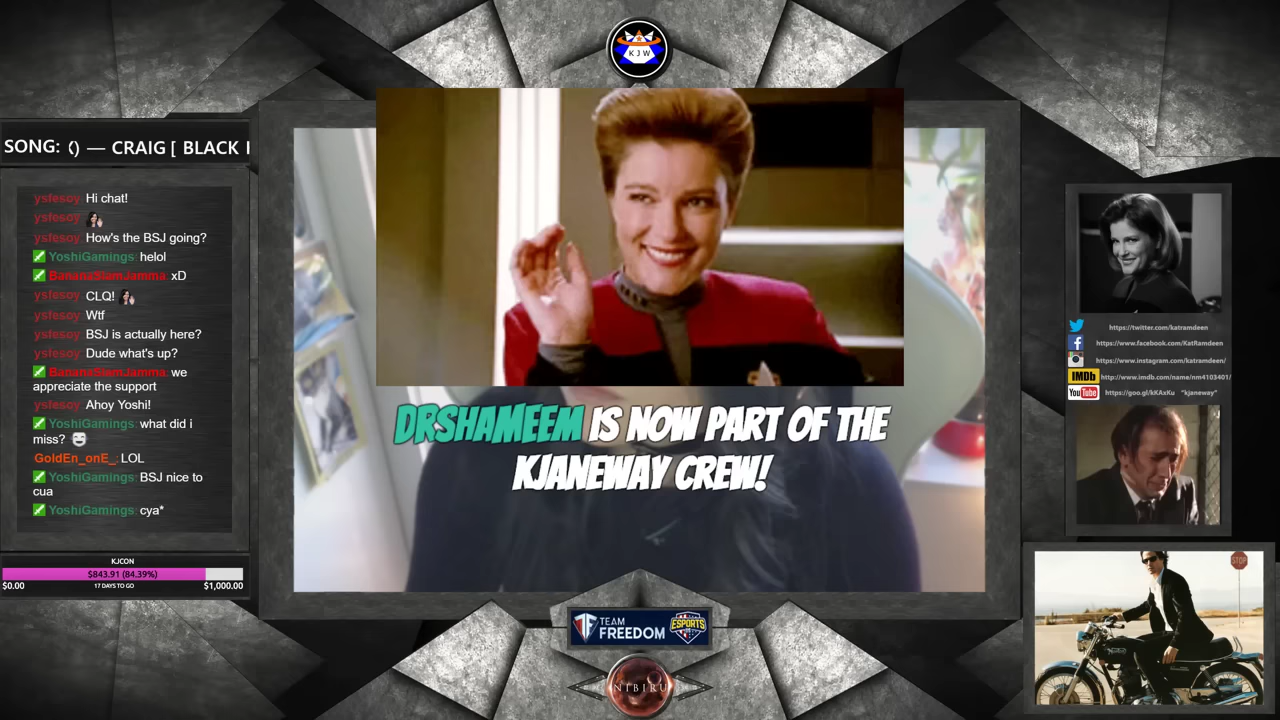 KJW
SONG: () — CRAIG [ BLACK
ysfesoy: Hi chat!
ysfesoy:
ysfesoy: How's the BSJ going?
YoshiGamings: helol
BananaSlamJamma: xD
ysfesoy: CLQ!
ysfesoy: Wtf
ysfesoy: BSJ is actually here?
ysfesoy: Dude what's up?
BananaSlamJamma: we
appreciate the support
ysfesoy: Ahoy Yoshi!
YoshiGamings: what did i
miss?
GoldEn_onE_: LOL
YoshiGamings: BSJ nice to
cua
YoshiGamings: cya*
KJCON
$843.91 (84.39%)
$0.00 17 DAYS TO GO $1,000.00
DRSHAMEEM IS NOW PART OF THE
KJANEWAY CREW!
TEAM
FREEDOM
ESPORTS
NIBIRU
https://twitter.com/katramdeen
https://www.facebook.com/KatRamdeen
https://www.instagram.com/katramdeen/
IMDb http://www.imdb.com/name/nm4103401/
YouTube https://goo.gl/kKAxKu "kjaneway"
STOP